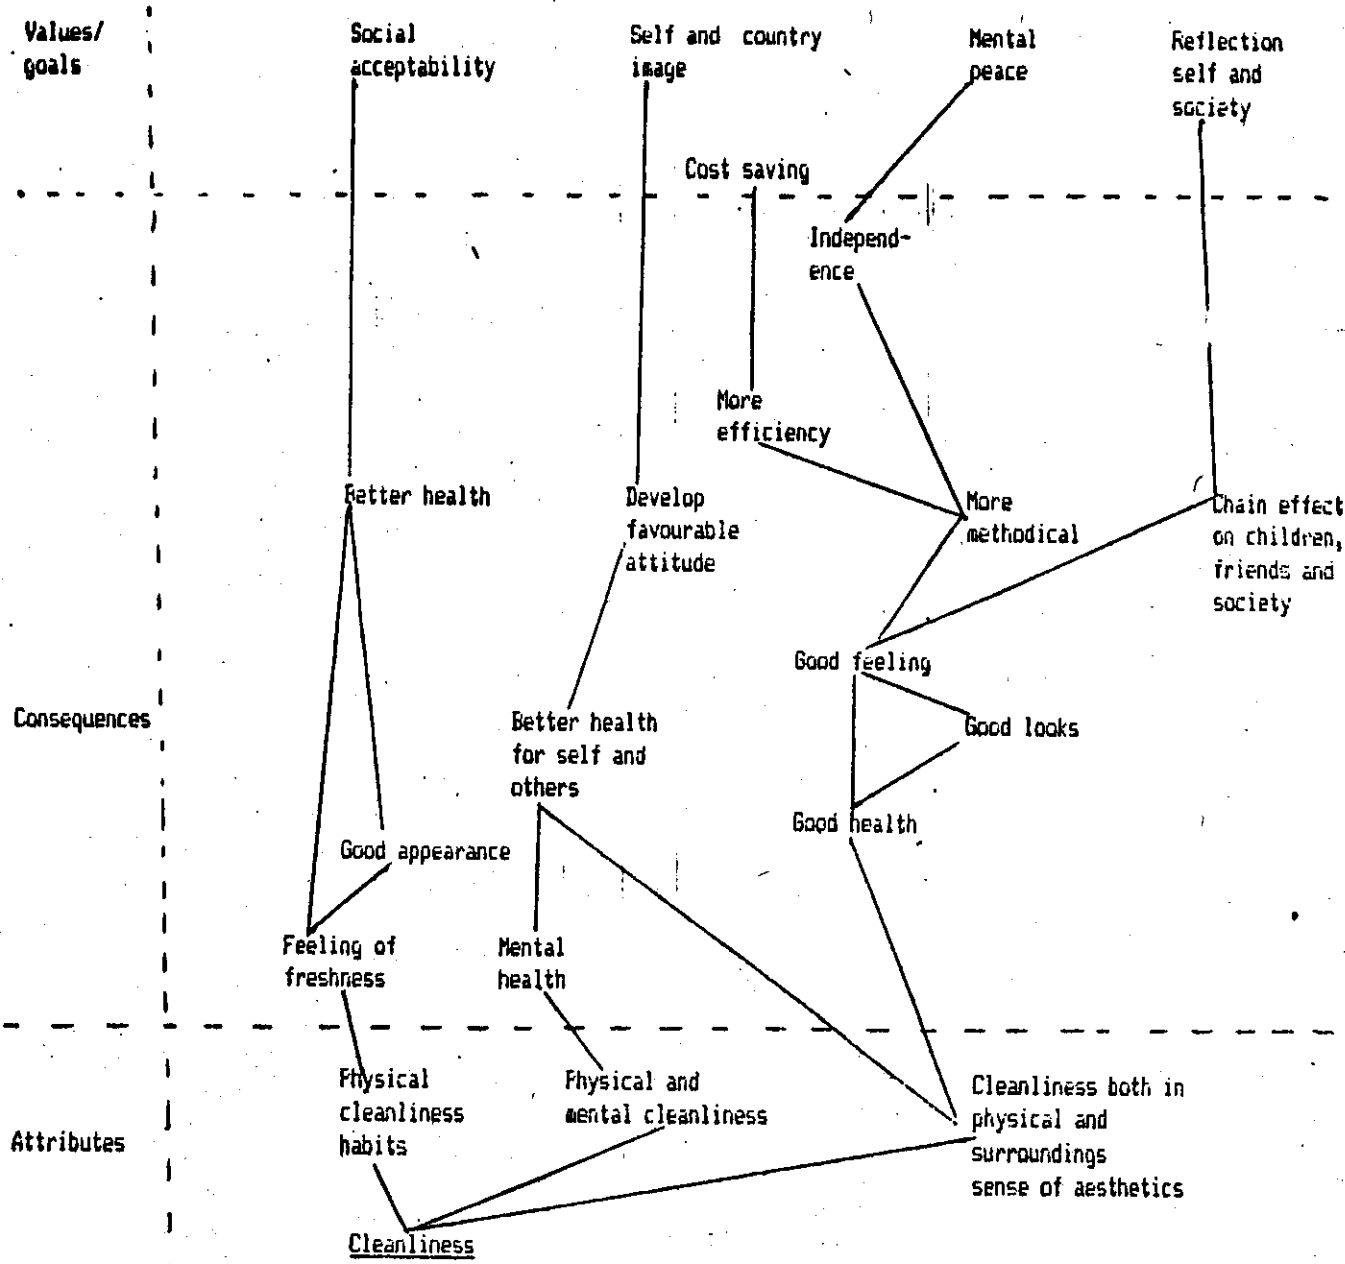 Values/
goals
Social
acceptability
Self and country
image
Mental
peace
Reflection
self and
society
Cost saving
Independ-
ence
More
efficiency
Better health
Develop
favourable
attitude
More
methodical
Chain effect
on children,
friends and
society
Good feeling
Consequences
Better health
for self and
others
Good looks
Good health
Good appearance
Feeling of
freshness
Mental
health
Attributes
Physical
cleanliness
habits
Physical and
mental cleanliness
Cleanliness both in
physical and
surroundings
sense of aesthetics
Cleanliness